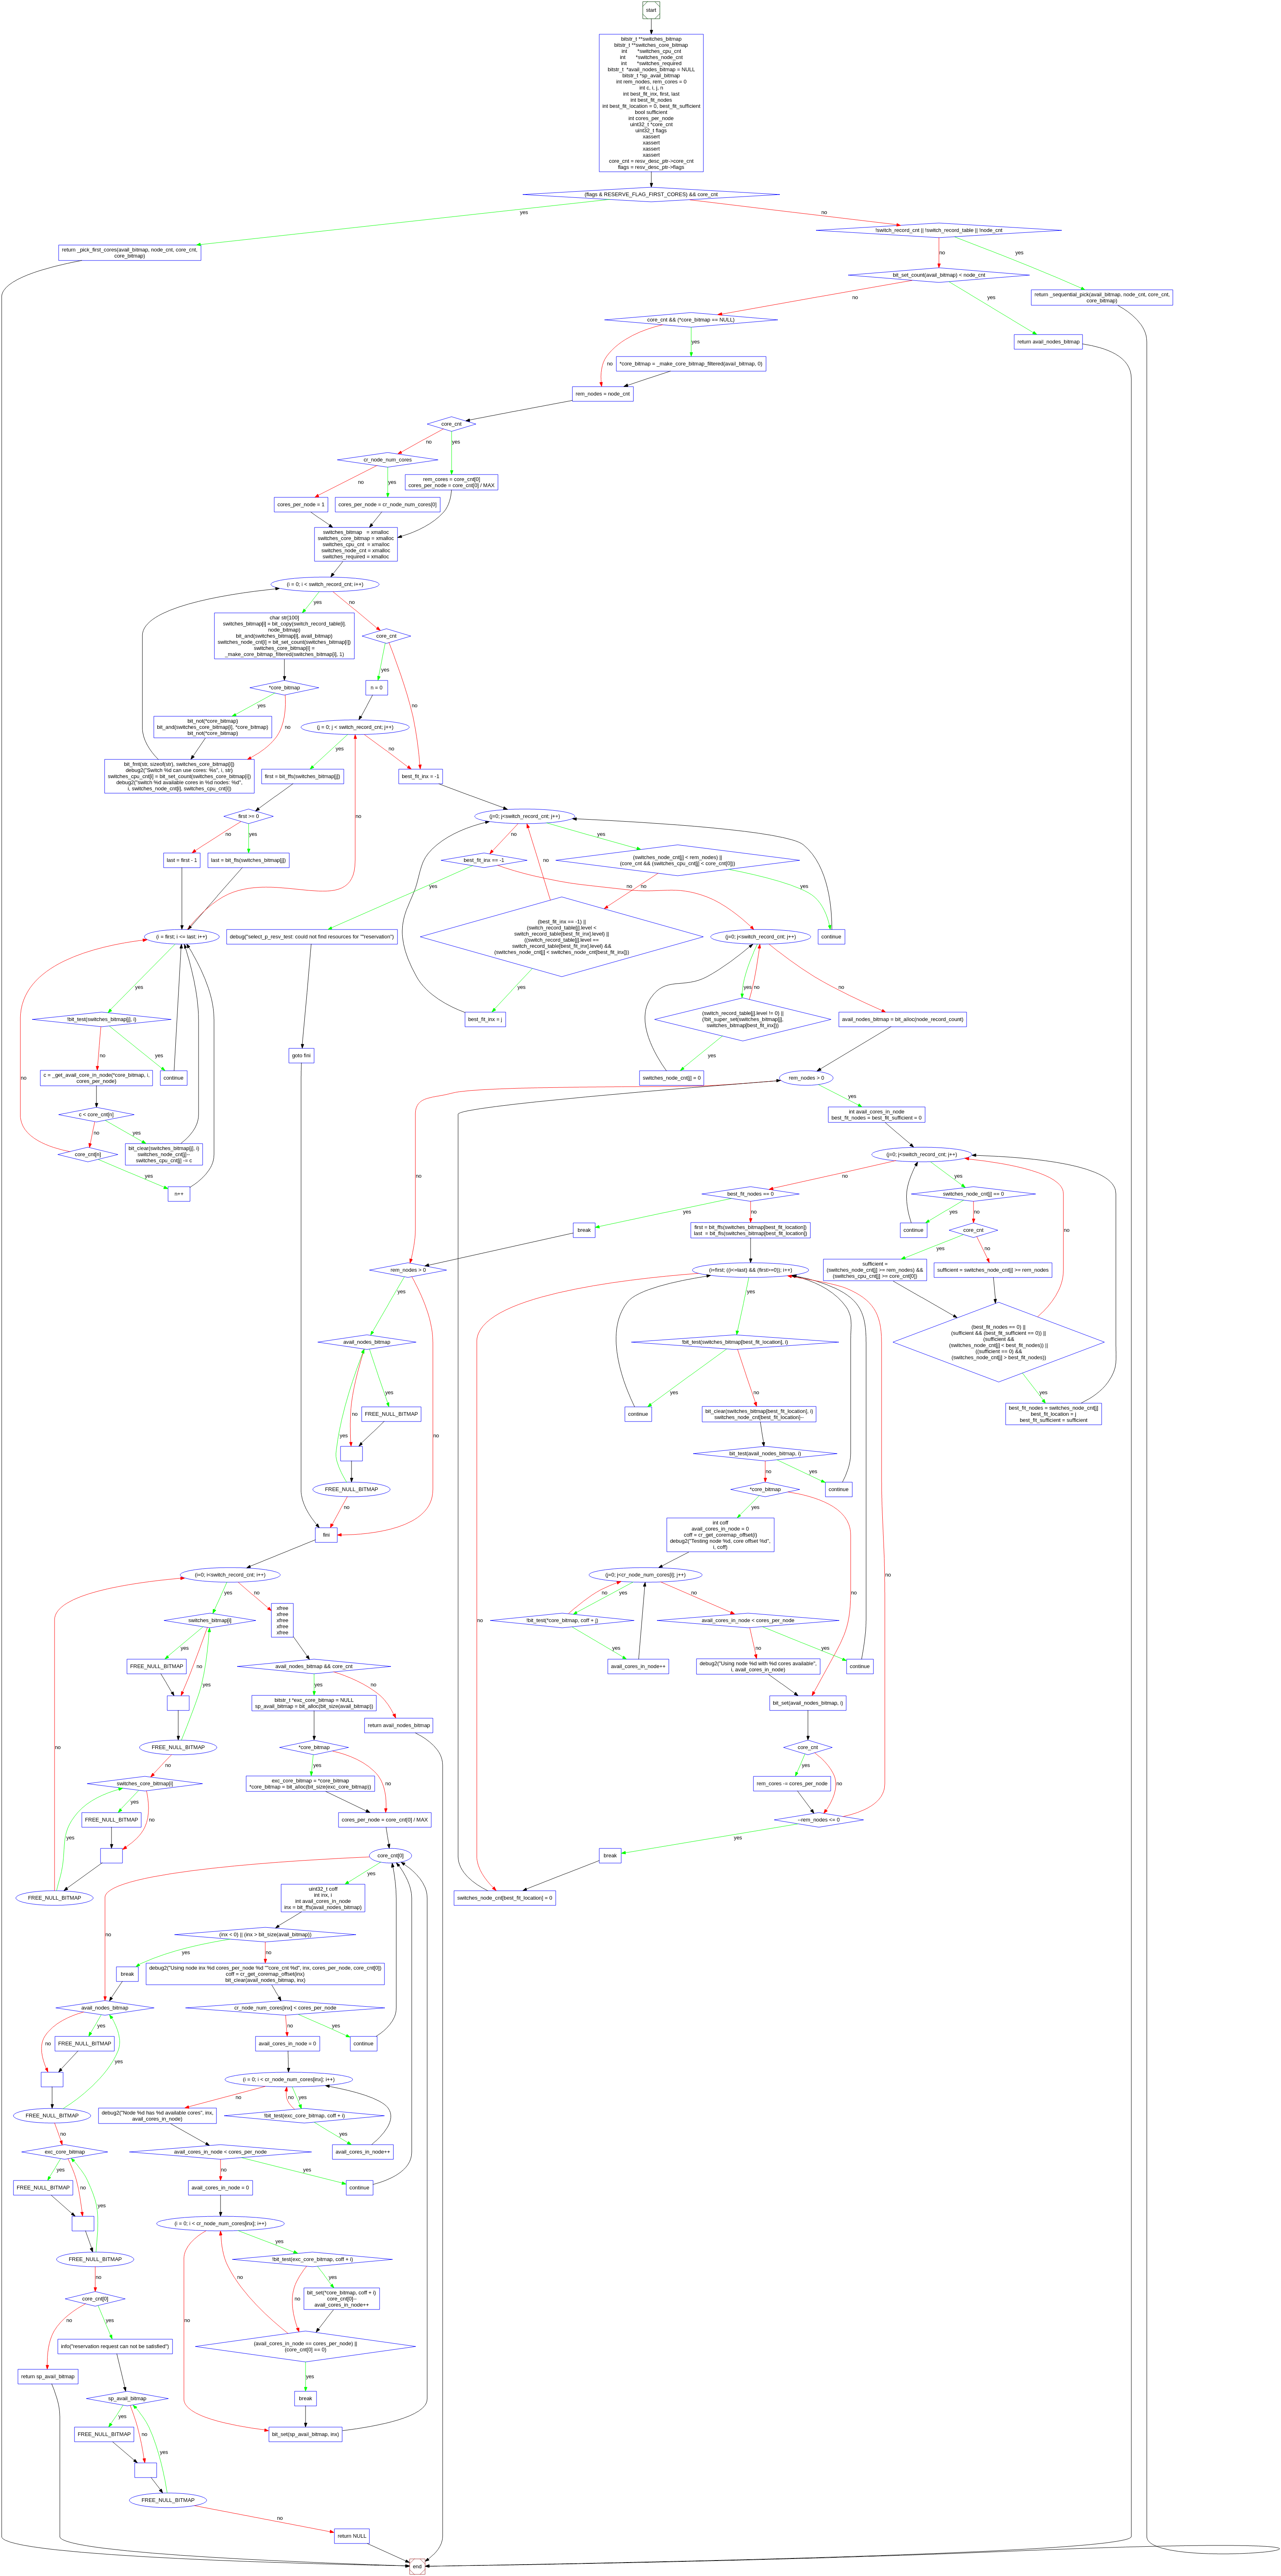 start
bitstr_t **switches_bitmap
bitstr_t **switches_core_bitmap
int *switches_cpu_cnt
int *switches_node_cnt
int *switches_required
bitstr_t *avail_nodes_bitmap = NULL
bitstr_t *sp_avail_bitmap
int rem_nodes, rem_cores = 0
int c, i, j, n
int best_fit_inx, first, last
int best_fit_nodes
int best_fit_location = 0, best_fit_sufficient
bool sufficient
int cores_per_node
uint32_t *core_cnt
uint32_t flags
xassert
xassert
xassert
xassert
core_cnt = resv_desc_ptr->core_cnt
flags = resv_desc_ptr->flags
(flags & RESERVE_FLAG_FIRST_CORES) && core_cnt
yes
no
return _pick_first_cores(avail_bitmap, node_cnt, core_cnt,
core_bitmap)
!switch_record_cnt || !switch_record_table || !node_cnt
no
yes
bit_set_count(avail_bitmap) < node_cnt
return _sequential_pick(avail_bitmap, node_cnt, core_cnt,
core_bitmap)
no
yes
core_cnt && (*core_bitmap == NULL)
return avail_nodes_bitmap
no
yes
*core_bitmap = _make_core_bitmap_filtered(avail_bitmap, 0)
rem_nodes = node_cnt
core_cnt
no
yes
cr_node_num_cores
rem_cores = core_cnt[0]
cores_per_node = core_cnt[0] / MAX
no
yes
cores_per_node = 1
cores_per_node = cr_node_num_cores[0]
switches_bitmap = xmalloc
switches_core_bitmap = xmalloc
switches_cpu_cnt = xmalloc
switches_node_cnt = xmalloc
switches_required = xmalloc
(i = 0; i < switch_record_cnt; i++)
yes
no
char str[100]
switches_bitmap[i] = bit_copy(switch_record_table[i].
node_bitmap)
bit_and(switches_bitmap[i], avail_bitmap)
switches_node_cnt[i] = bit_set_count(switches_bitmap[i])
switches_core_bitmap[i] =
_make_core_bitmap_filtered(switches_bitmap[i], 1)
core_cnt
yes
no
*core_bitmap
n = 0
yes
no
bit_not(*core_bitmap)
bit_and(switches_core_bitmap[i], *core_bitmap)
bit_not(*core_bitmap)
(j = 0; j < switch_record_cnt; j++)
yes
no
bit_fmt(str, sizeof(str), switches_core_bitmap[i])
debug2("Switch %d can use cores: %s", i, str)
switches_cpu_cnt[i] = bit_set_count(switches_core_bitmap[i])
debug2("switch %d available cores in %d nodes: %d",
i, switches_node_cnt[i], switches_cpu_cnt[i])
first = bit_ffs(switches_bitmap[j])
best_fit_inx = -1
first >= 0
no
yes
no
(j=0; j<switch_record_cnt; j++)
no
yes
last = first - 1
last = bit_fls(switches_bitmap[j])
best_fit_inx == -1
(switches_node_cnt[j] < rem_nodes) ||
(core_cnt && (switches_cpu_cnt[j] < core_cnt[0]))
no
yes
no
no
yes
(i = first; i <= last; i++)
debug("select_p_resv_test: could not find resources for ""reservation")
(best_fit_inx == -1) ||
(switch_record_table[j].level <
switch_record_table[best_fit_inx].level) ||
((switch_record_table[j].level ==
switch_record_table[best_fit_inx].level) &&
(switches_node_cnt[j] < switches_node_cnt[best_fit_inx]))
(j=0; j<switch_record_cnt; j++)
continue
yes
yes
yes
no
no
!bit_test(switches_bitmap[j], i)
best_fit_inx = j
(switch_record_table[j].level != 0) ||
(!bit_super_set(switches_bitmap[j],
switches_bitmap[best_fit_inx]))
avail_nodes_bitmap = bit_alloc(node_record_count)
no
yes
goto fini
yes
no
c = _get_avail_core_in_node(*core_bitmap, i,
cores_per_node)
continue
switches_node_cnt[j] = 0
rem_nodes > 0
yes
c < core_cnt[n]
int avail_cores_in_node
best_fit_nodes = best_fit_sufficient = 0
no
yes
core_cnt[n]
bit_clear(switches_bitmap[j], i)
switches_node_cnt[j]--
switches_cpu_cnt[j] -= c
(j=0; j<switch_record_cnt; j++)
yes
no
no
yes
n++
best_fit_nodes == 0
switches_node_cnt[j] == 0
yes
no
yes
no
break
first = bit_ffs(switches_bitmap[best_fit_location])
last = bit_fls(switches_bitmap[best_fit_location])
continue
core_cnt
no
yes
no
rem_nodes > 0
(i=first; ((i<=last) && (first>=0)); i++)
sufficient =
(switches_node_cnt[j] >= rem_nodes) &&
(switches_cpu_cnt[j] >= core_cnt[0])
sufficient = switches_node_cnt[j] >= rem_nodes
yes
yes
avail_nodes_bitmap
!bit_test(switches_bitmap[best_fit_location], i)
(best_fit_nodes == 0) ||
(sufficient && (best_fit_sufficient == 0)) ||
(sufficient &&
(switches_node_cnt[j] < best_fit_nodes)) ||
((sufficient == 0) &&
(switches_node_cnt[j] > best_fit_nodes))
yes
yes
no
yes
FREE_NULL_BITMAP
continue
bit_clear(switches_bitmap[best_fit_location], i)
switches_node_cnt[best_fit_location]--
best_fit_nodes = switches_node_cnt[j]
best_fit_location = j
best_fit_sufficient = sufficient
no
yes
no
bit_test(avail_nodes_bitmap, i)
no
yes
FREE_NULL_BITMAP
*core_bitmap
continue
no
yes
fini
int coff
avail_cores_in_node = 0
coff = cr_get_coremap_offset(i)
debug2("Testing node %d, core offset %d",
i, coff)
no
(i=0; i<switch_record_cnt; i++)
(j=0; j<cr_node_num_cores[i]; j++)
yes
no
no
yes
no
no
xfree
xfree
xfree
xfree
xfree
switches_bitmap[i]
!bit_test(*core_bitmap, coff + j)
avail_cores_in_node < cores_per_node
no
yes
yes
no
yes
FREE_NULL_BITMAP
no
yes
avail_nodes_bitmap && core_cnt
avail_cores_in_node++
debug2("Using node %d with %d cores available",
i, avail_cores_in_node)
continue
yes
no
bitstr_t *exc_core_bitmap = NULL
sp_avail_bitmap = bit_alloc(bit_size(avail_bitmap))
bit_set(avail_nodes_bitmap, i)
return avail_nodes_bitmap
FREE_NULL_BITMAP
*core_bitmap
core_cnt
no
no
yes
no
yes
no
switches_core_bitmap[i]
exc_core_bitmap = *core_bitmap
*core_bitmap = bit_alloc(bit_size(exc_core_bitmap))
rem_cores -= cores_per_node
yes
no
FREE_NULL_BITMAP
cores_per_node = core_cnt[0] / MAX
--rem_nodes <= 0
yes
yes
core_cnt[0]
break
yes
FREE_NULL_BITMAP
uint32_t coff
int inx, i
int avail_cores_in_node
inx = bit_ffs(avail_nodes_bitmap)
switches_node_cnt[best_fit_location] = 0
no
(inx < 0) || (inx > bit_size(avail_bitmap))
yes
no
break
debug2("Using node inx %d cores_per_node %d ""core_cnt %d", inx, cores_per_node, core_cnt[0])
coff = cr_get_coremap_offset(inx)
bit_clear(avail_nodes_bitmap, inx)
avail_nodes_bitmap
cr_node_num_cores[inx] < cores_per_node
yes
no
no
yes
FREE_NULL_BITMAP
avail_cores_in_node = 0
continue
yes
(i = 0; i < cr_node_num_cores[inx]; i++)
no
no
yes
FREE_NULL_BITMAP
debug2("Node %d has %d available cores", inx,
avail_cores_in_node)
!bit_test(exc_core_bitmap, coff + i)
no
yes
exc_core_bitmap
avail_cores_in_node < cores_per_node
avail_cores_in_node++
yes
no
no
yes
FREE_NULL_BITMAP
avail_cores_in_node = 0
continue
yes
(i = 0; i < cr_node_num_cores[inx]; i++)
yes
FREE_NULL_BITMAP
!bit_test(exc_core_bitmap, coff + i)
no
no
yes
core_cnt[0]
bit_set(*core_bitmap, coff + i)
core_cnt[0]--
avail_cores_in_node++
no
no
yes
no
info("reservation request can not be satisfied")
(avail_cores_in_node == cores_per_node) ||
(core_cnt[0] == 0)
return sp_avail_bitmap
yes
sp_avail_bitmap
break
yes
no
FREE_NULL_BITMAP
bit_set(sp_avail_bitmap, inx)
yes
FREE_NULL_BITMAP
no
return NULL
end